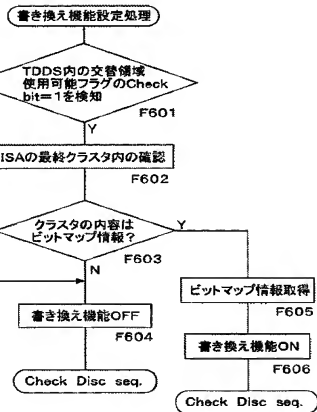 書き換え機能設定処理
TDDS内の交替領域
使用可能フラグのCheck
bit=1を検知
F601
Y
ISAの最終クラスタ内の確認
F602
クラスタの内容は
ビットマップ情報?
Y
F603
N
ビットマップ情報取得
F605
書き換え機能OFF
F604
書き換え機能ON
F606
Check Disc seq.
Check Disc seq.